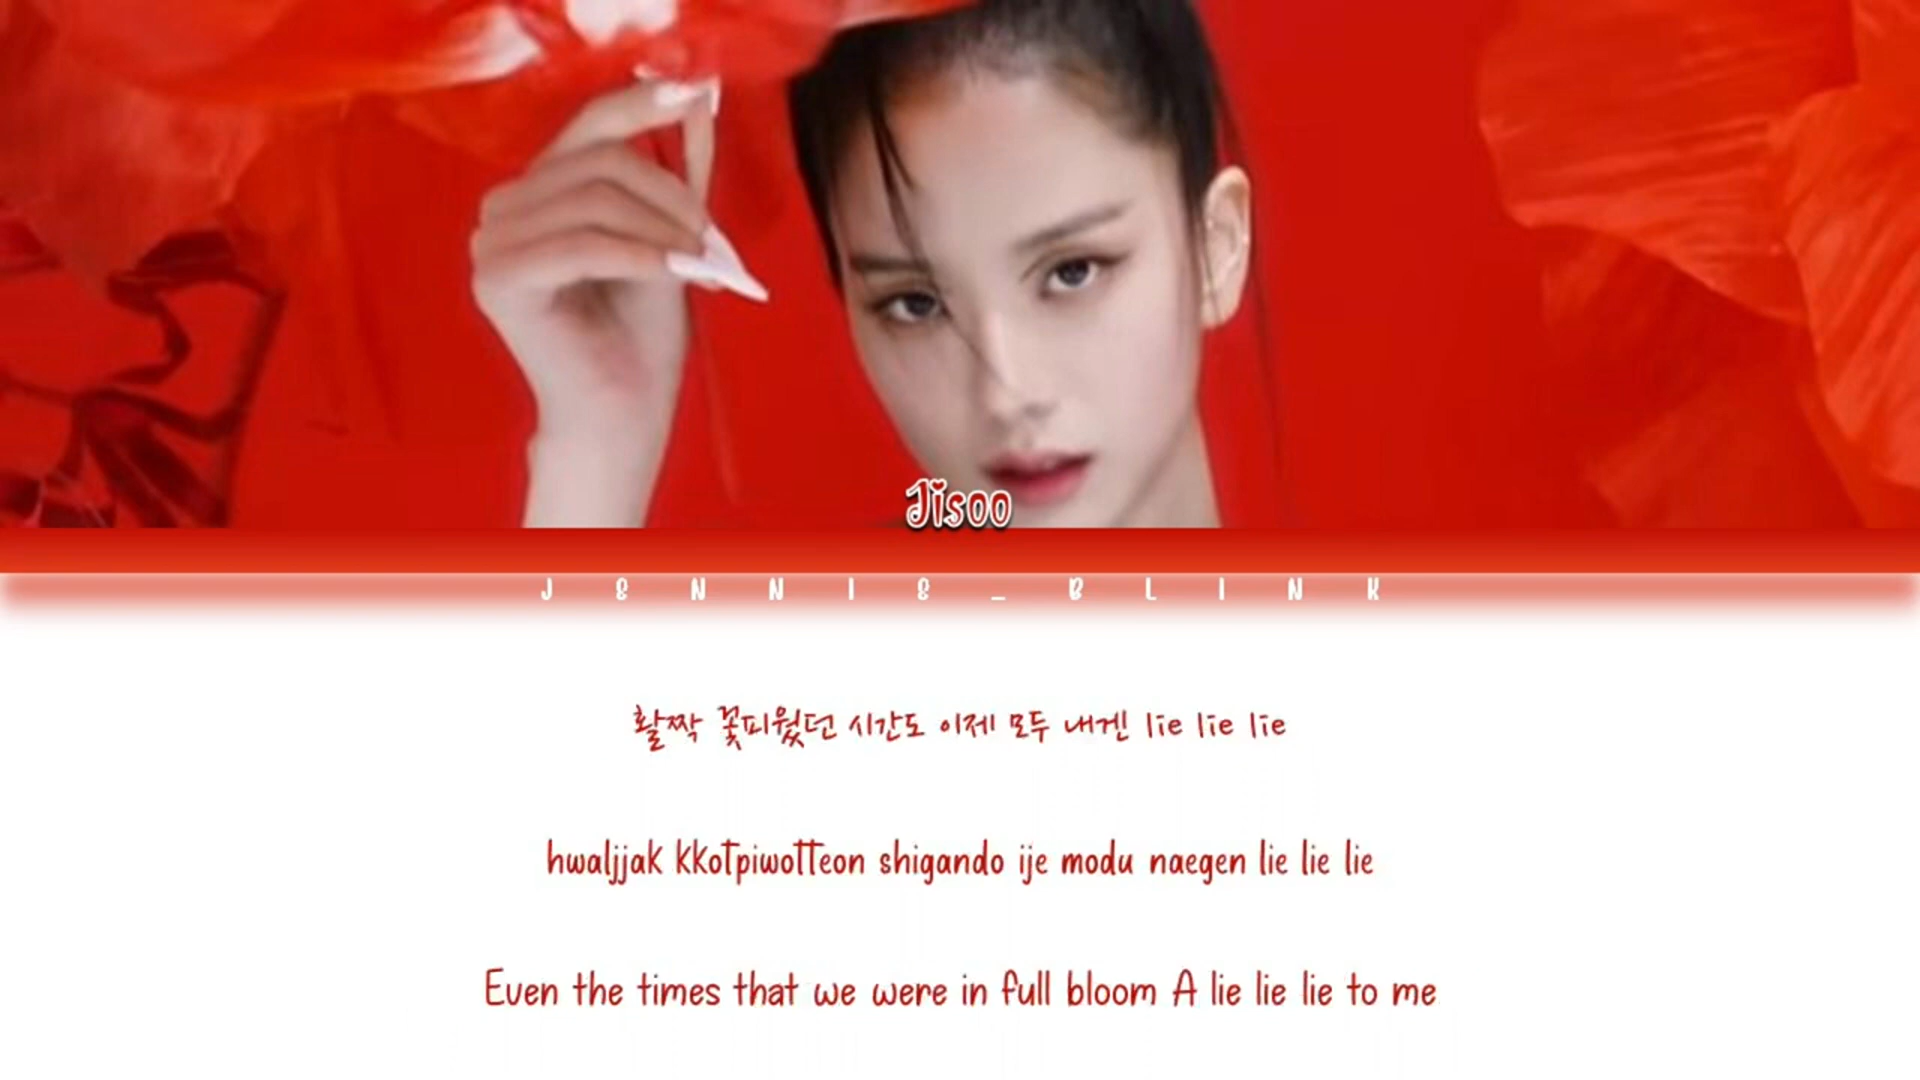 Jisoo
J S N N I S _ B L I N K
활짝 꽃피웠던 시간도 이제 모두 내겐 lie lie lie
hwaljjak kkotpiwotteon shigando ije modu naegen lie lie lie
Even the times that we were in full bloom A lie lie lie to me